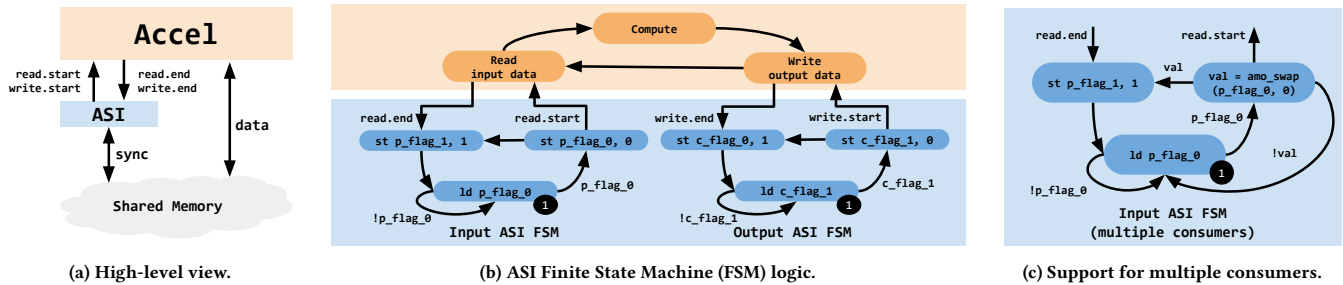 Accel
read.start
write.start
read.end
write.end
ASI
sync
data
Shared Memory
(a) High-level view.
Compute
Read
input data
Write
output data
read.end
read.start
st p_flag_1, 1
st p_flag_0, 0
ld p_flag_0
1
p_flag_0
!p_flag_0
Input ASI FSM
write.end
write.start
st c_flag_0, 1
st c_flag_1, 0
ld c_flag_1
1
c_flag_1
!c_flag_1
Output ASI FSM
(b) ASI Finite State Machine (FSM) logic.
read.end
read.start
val
st p_flag_1, 1
val = amo_swap
(p_flag_0, 0)
p_flag_0
ld p_flag_0
1
!val
!p_flag_0
Input ASI FSM
(multiple consumers)
(c) Support for multiple consumers.